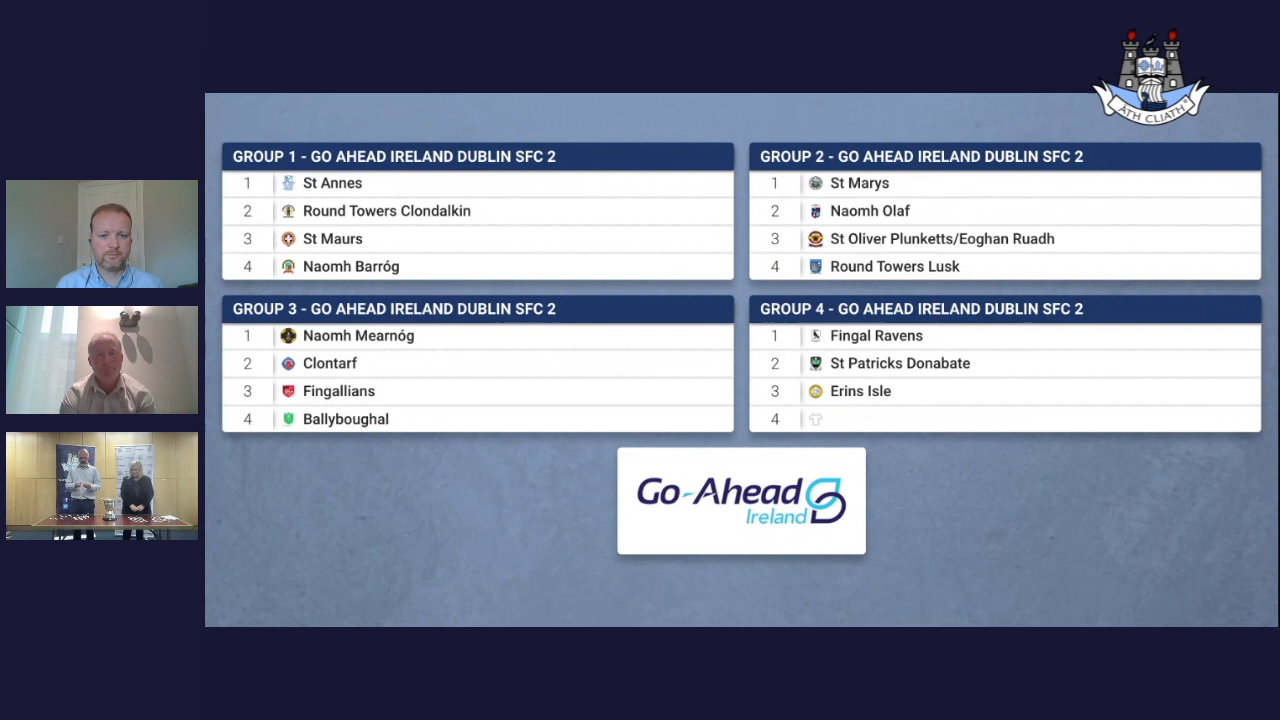 ÁTH CLIATH
GROUP 1 - GO AHEAD IRELAND DUBLIN SFC 2
1 St Annes
2 Round Towers Clondalkin
3 St Maurs
4 Naomh Barróg
GROUP 2 - GO AHEAD IRELAND DUBLIN SFC 2
1 St Marys
2 Naomh Olaf
3 St Oliver Plunketts/Eoghan Ruadh
4 Round Towers Lusk
GROUP 3 - GO AHEAD IRELAND DUBLIN SFC 2
1 Naomh Mearnóg
2 Clontarf
3 Fingallians
4 Ballyboughal
GROUP 4 - GO AHEAD IRELAND DUBLIN SFC 2
1 Fingal Ravens
2 St Patricks Donabate
3 Erins Isle
4
Go-Ahead
Ireland